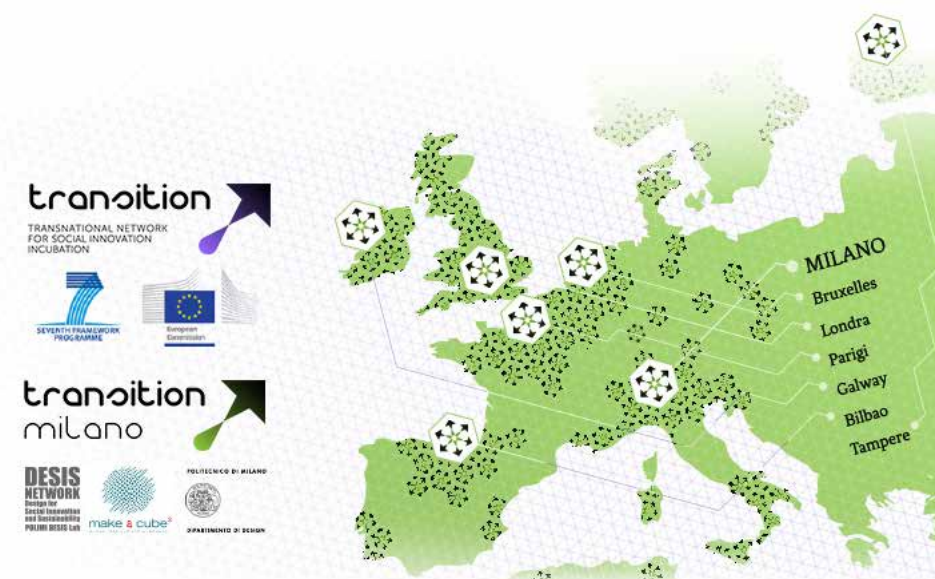 transition
TRANSNATIONAL NETWORK
FOR SOCIAL INNOVATION
INCUBATION
7
SEVENTH FRAMEWORK
PROGRAMME
European
Commission
transition
milano
DESIS
NETWORK
Design for
Social Innovation
and Sustainability
POLIMI DESIS Lab
make a cube³
POLITECNICO DI MILANO
DIPARTIMENTO DI DESIGN
MILANO
Bruxelles
Londra
Parigi
Galway
Bilbao
Tampere